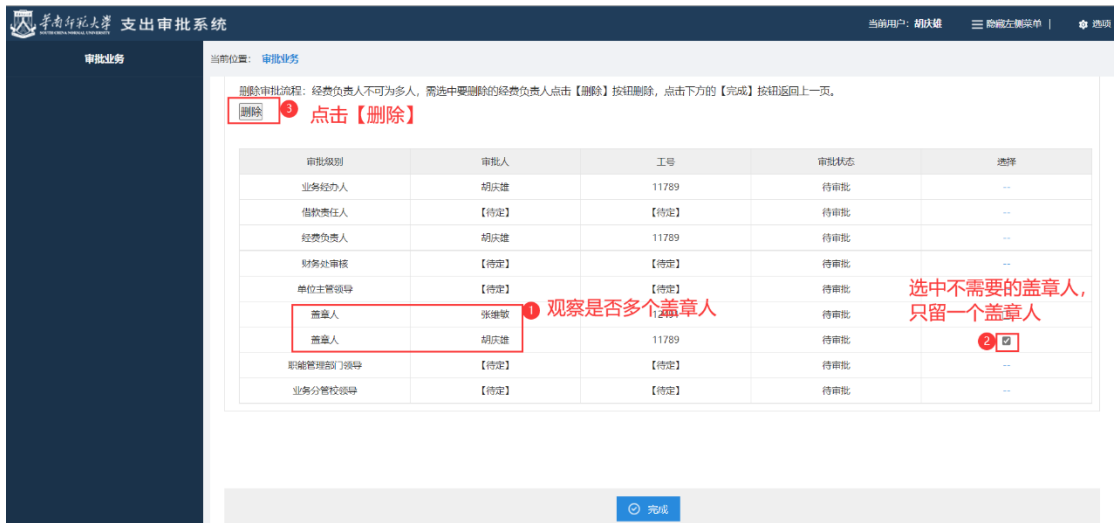 华南师范大学 支出审批系统
SOUTH CHINA NORMAL UNIVERSITY
当前用户: 胡庆雄 隐藏左侧菜单 | 选项
审批业务
当前位置: 审批业务
删除审批流程：经费负责人不可为多人，需选中要删除的经费负责人点击【删除】按钮删除，点击下方的【完成】按钮返回上一页。
删除 3 点击【删除】
审批级别 审批人 工号 审批状态 选择
业务经办人 胡庆雄 11789 待审批 --
借款责任人 【待定】 【待定】 待审批 --
经费负责人 胡庆雄 11789 待审批 --
财务处审核 【待定】 【待定】 待审批 --
单位主管领导 【待定】 【待定】 待审批
选中不需要的盖章人,
只留一个盖章人
盖章人 张维敏 待审批
1 观察是否多个盖章人
盖章人 胡庆雄 11789 待审批 2
职能管理部门领导 【待定】 【待定】 待审批 --
业务分管校领导 【待定】 【待定】 待审批 --
完成